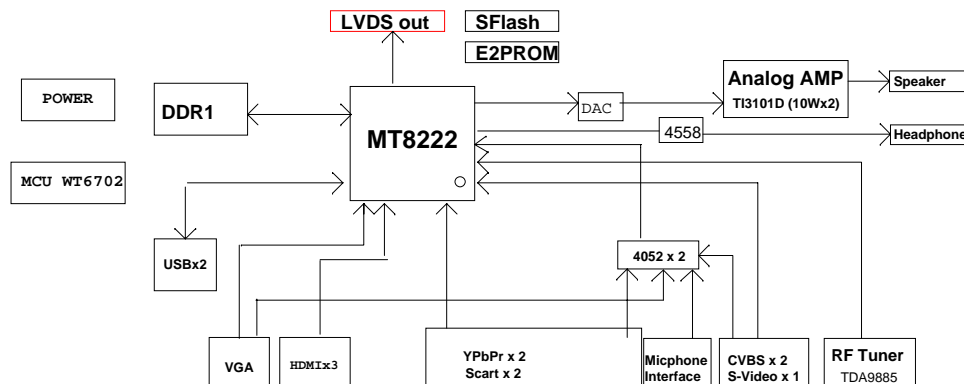 LVDS out
SFlash
E2PROM
POWER
DDR1
MT8222
DAC
Analog AMP
TI3101D (10Wx2)
Speaker
4558
Headphone
MCU WT6702
USBx2
4052 x 2
VGA
HDMIx3
YPbPr x 2
Scart x 2
Micphone
Interface
CVBS x 2
S-Video x 1
RF Tuner
TDA9885